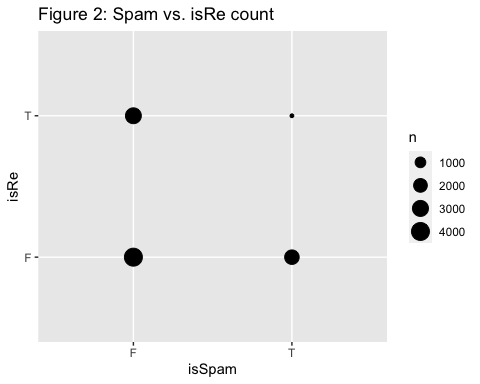 Figure 2: Spam vs. isRe count
isRe
T
F
F
T
isSpam
n
1000
2000
3000
4000